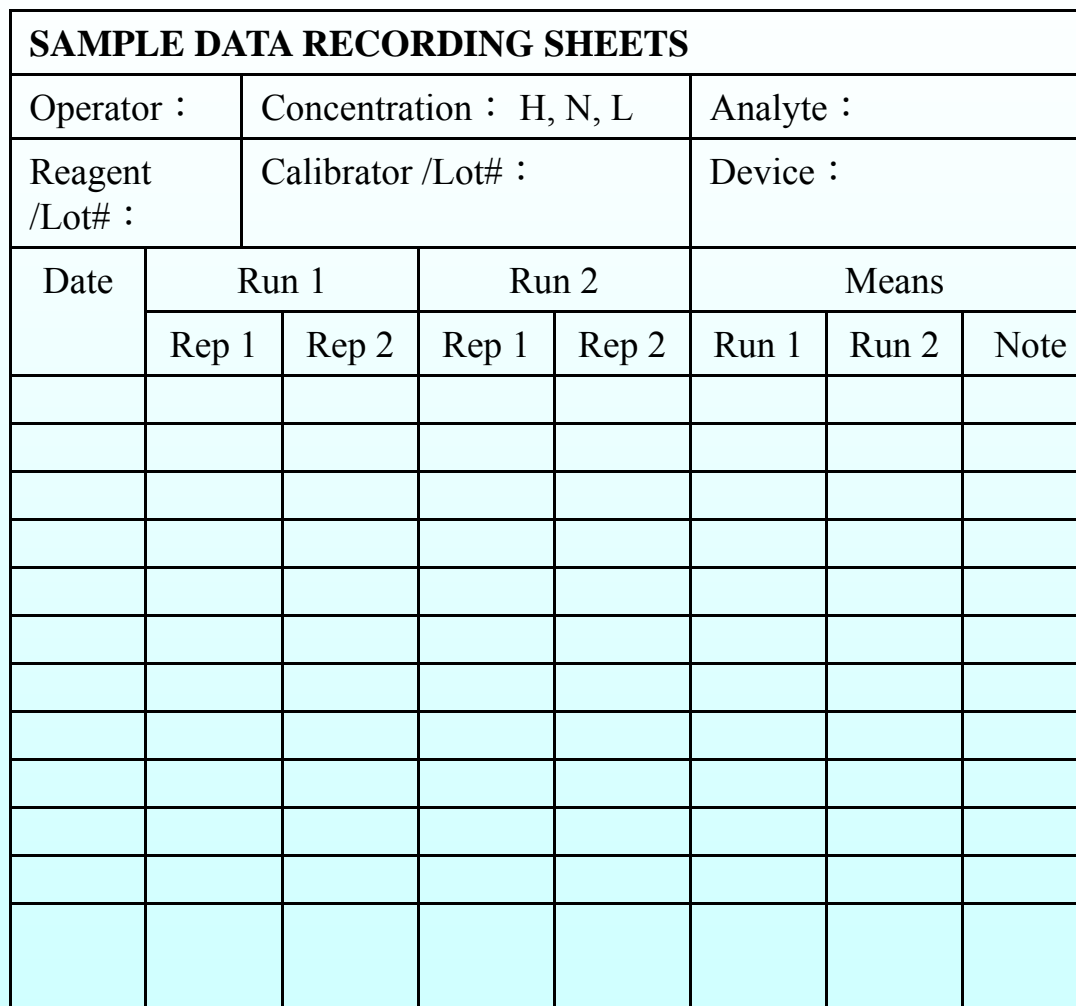 SAMPLE DATA RECORDING SHEETS
Operator： Concentration： H, N, L Analyte：
Reagent
/Lot#： Calibrator /Lot#： Device：
Date Run 1 Run 2 Means
Rep 1 Rep 2 Rep 1 Rep 2 Run 1 Run 2 Note